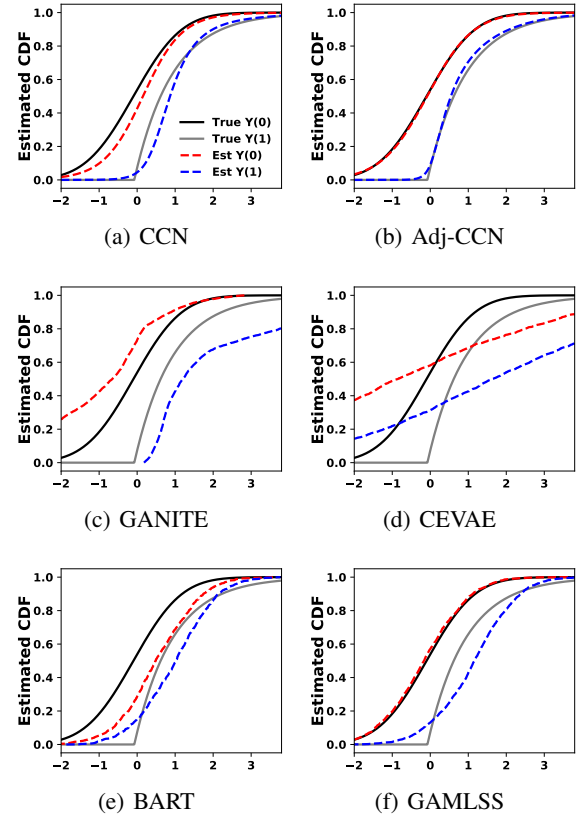 Estimated CDF
1.0
0.8
0.6
0.4
0.2
0.0
True Y(0)
True Y(1)
Est Y(0)
Est Y(1)
−2 −1 0 1 2 3
(a) CCN
Estimated CDF
1.0
0.8
0.6
0.4
0.2
0.0
−2 −1 0 1 2 3
(b) Adj-CCN
Estimated CDF
1.0
0.8
0.6
0.4
0.2
0.0
−2 −1 0 1 2 3
(c) GANITE
Estimated CDF
1.0
0.8
0.6
0.4
0.2
0.0
−2 −1 0 1 2 3
(d) CEVAE
Estimated CDF
1.0
0.8
0.6
0.4
0.2
0.0
−2 −1 0 1 2 3
(e) BART
Estimated CDF
1.0
0.8
0.6
0.4
0.2
0.0
−2 −1 0 1 2 3
(f) GAMLSS